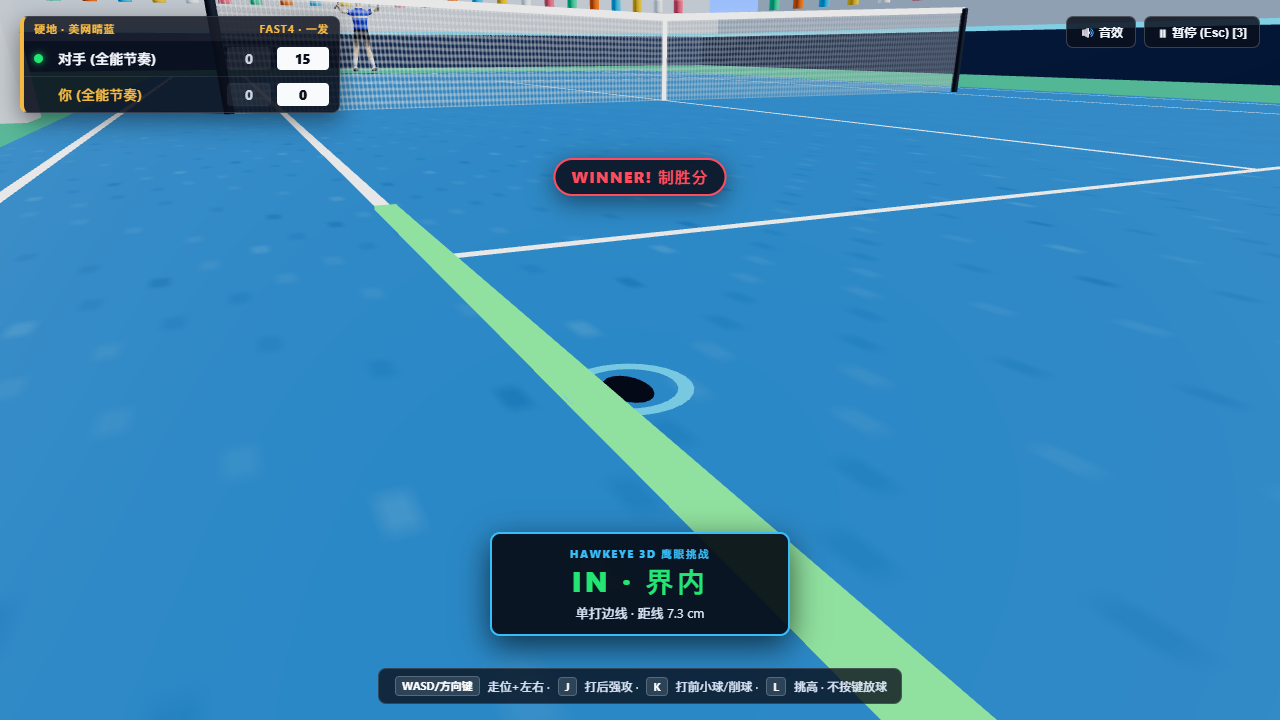 硬地 · 美网晴蓝 FAST4 · 一发
对手 (全能节奏) 0 15
你 (全能节奏) 0 0
音效
暂停 (Esc) [3]
WINNER! 制胜分
HAWKEYE 3D 鹰眼挑战
IN · 界内
单打边线 · 距线 7.3 cm
WASD/方向键 走位+左右 · J 打后强攻 · K 打前小球/削球 · L 挑高 · 不按键放球